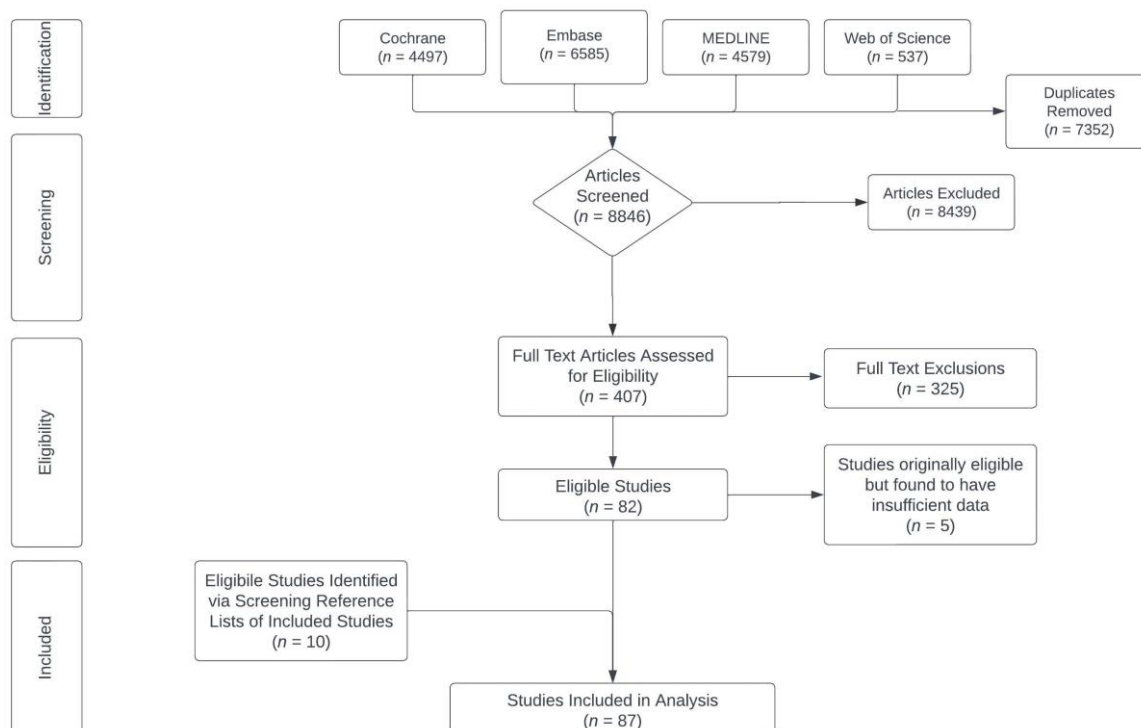 Identification
Cochrane
(n = 4497)
Embase
(n = 6585)
MEDLINE
(n = 4579)
Web of Science
(n = 537)
Duplicates
Removed
(n = 7352)
Screening
Articles
Screened
(n = 8846)
Articles Excluded
(n = 8439)
Eligibility
Full Text Articles Assessed
for Eligibility
(n = 407)
Full Text Exclusions
(n = 325)
Eligible Studies
(n = 82)
Studies originally eligible
but found to have
insufficient data
(n = 5)
Included
Eligibile Studies Identified
via Screening Reference
Lists of Included Studies
(n = 10)
Studies Included in Analysis
(n = 87)